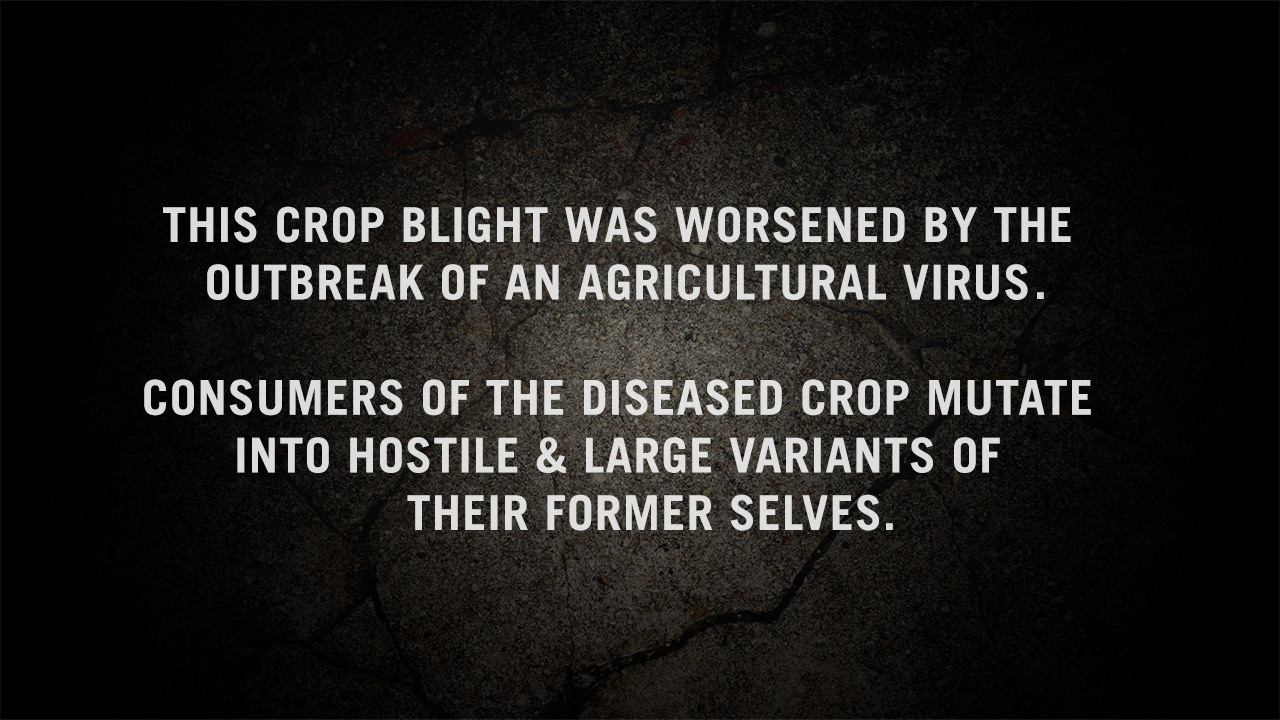 THIS CROP BLIGHT WAS WORSENED BY THE
OUTBREAK OF AN AGRICULTURAL VIRUS.
CONSUMERS OF THE DISEASED CROP MUTATE
INTO HOSTILE & LARGE VARIANTS OF
THEIR FORMER SELVES.